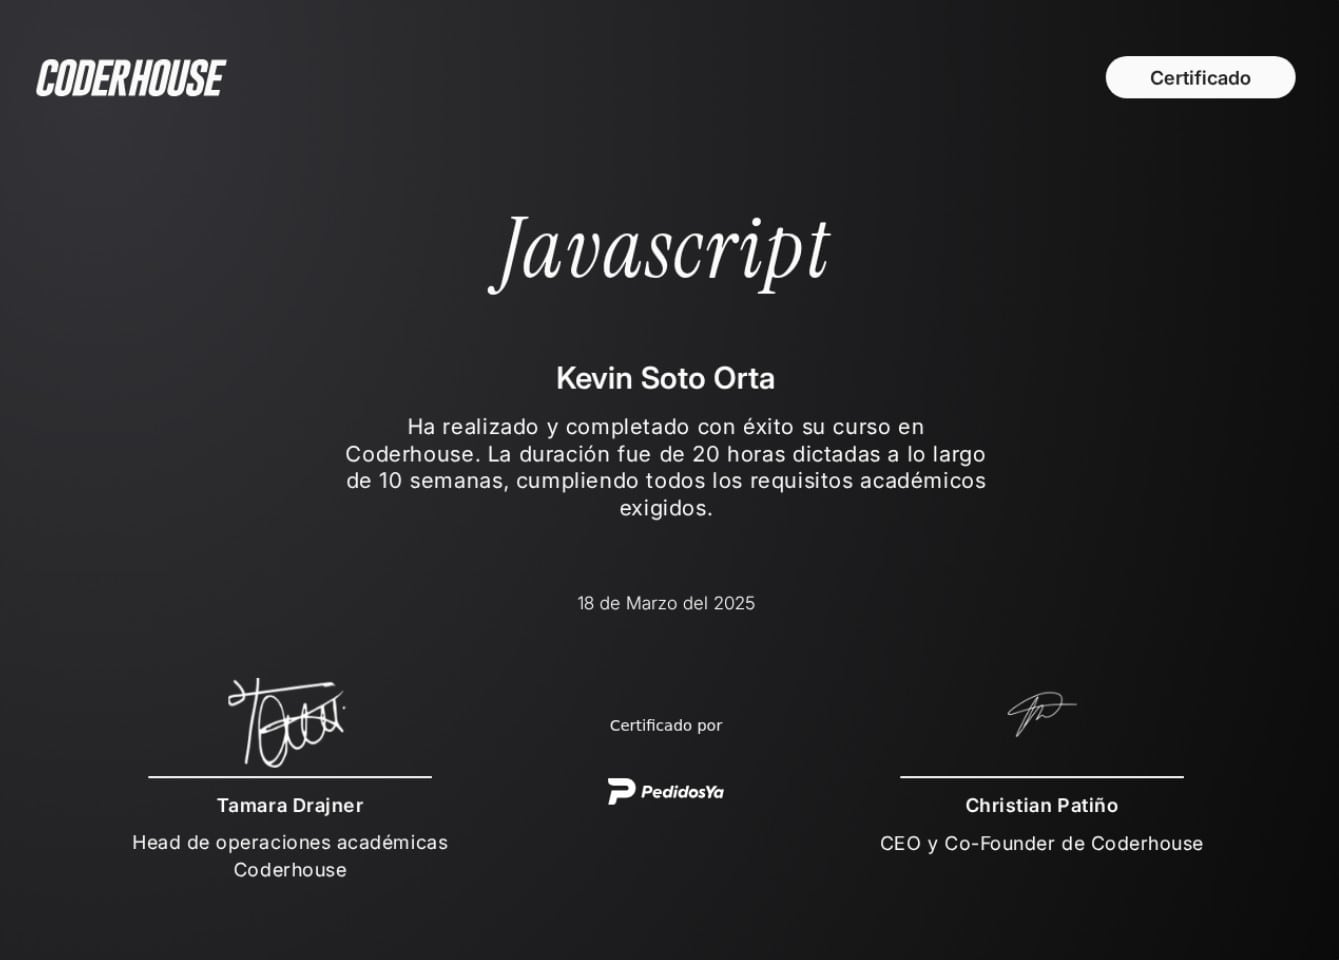 CODERHOUSE
Certificado
Javascript
Kevin Soto Orta
Ha realizado y completado con éxito su curso en
Coderhouse. La duración fue de 20 horas dictadas a lo largo
de 10 semanas, cumpliendo todos los requisitos académicos
exigidos.
18 de Marzo del 2025
Certificado por
PedidosYa
Tamara Drajner
Head de operaciones académicas
Coderhouse
Christian Patiño
CEO y Co-Founder de Coderhouse